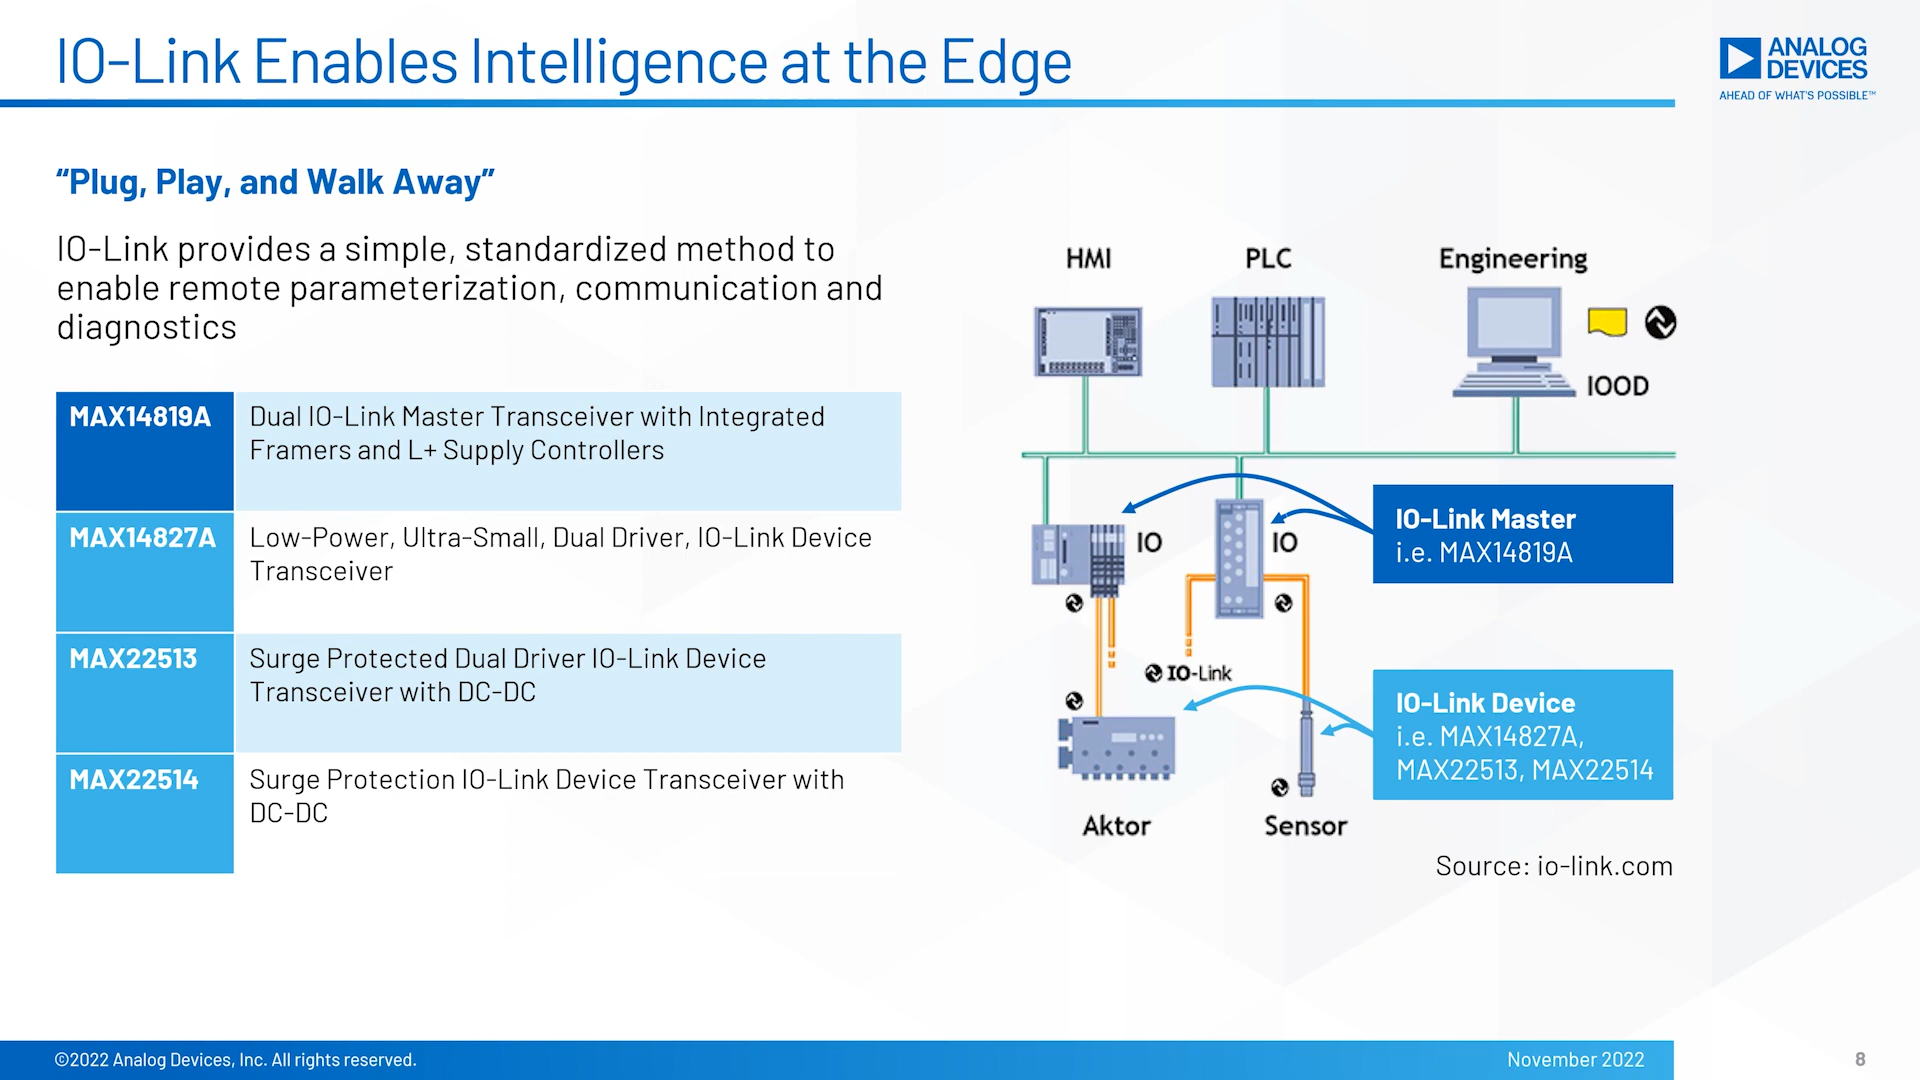 IO-Link Enables Intelligence at the Edge
ANALOG
DEVICES
AHEAD OF WHAT'S POSSIBLE™
“Plug, Play, and Walk Away”
IO-Link provides a simple, standardized method to
enable remote parameterization, communication and
diagnostics
MAX14819A
Dual IO-Link Master Transceiver with Integrated
Framers and L+ Supply Controllers
MAX14827A
Low-Power, Ultra-Small, Dual Driver, IO-Link Device
Transceiver
MAX22513
Surge Protected Dual Driver IO-Link Device
Transceiver with DC-DC
MAX22514
Surge Protection IO-Link Device Transceiver with
DC-DC
HMI
PLC
Engineering
IOOD
IO
IO
IO-Link Master
i.e. MAX14819A
IO-Link
IO-Link Device
i.e. MAX14827A,
MAX22513, MAX22514
Aktor
Sensor
Source: io-link.com
©2022 Analog Devices, Inc. All rights reserved.
November 2022
8